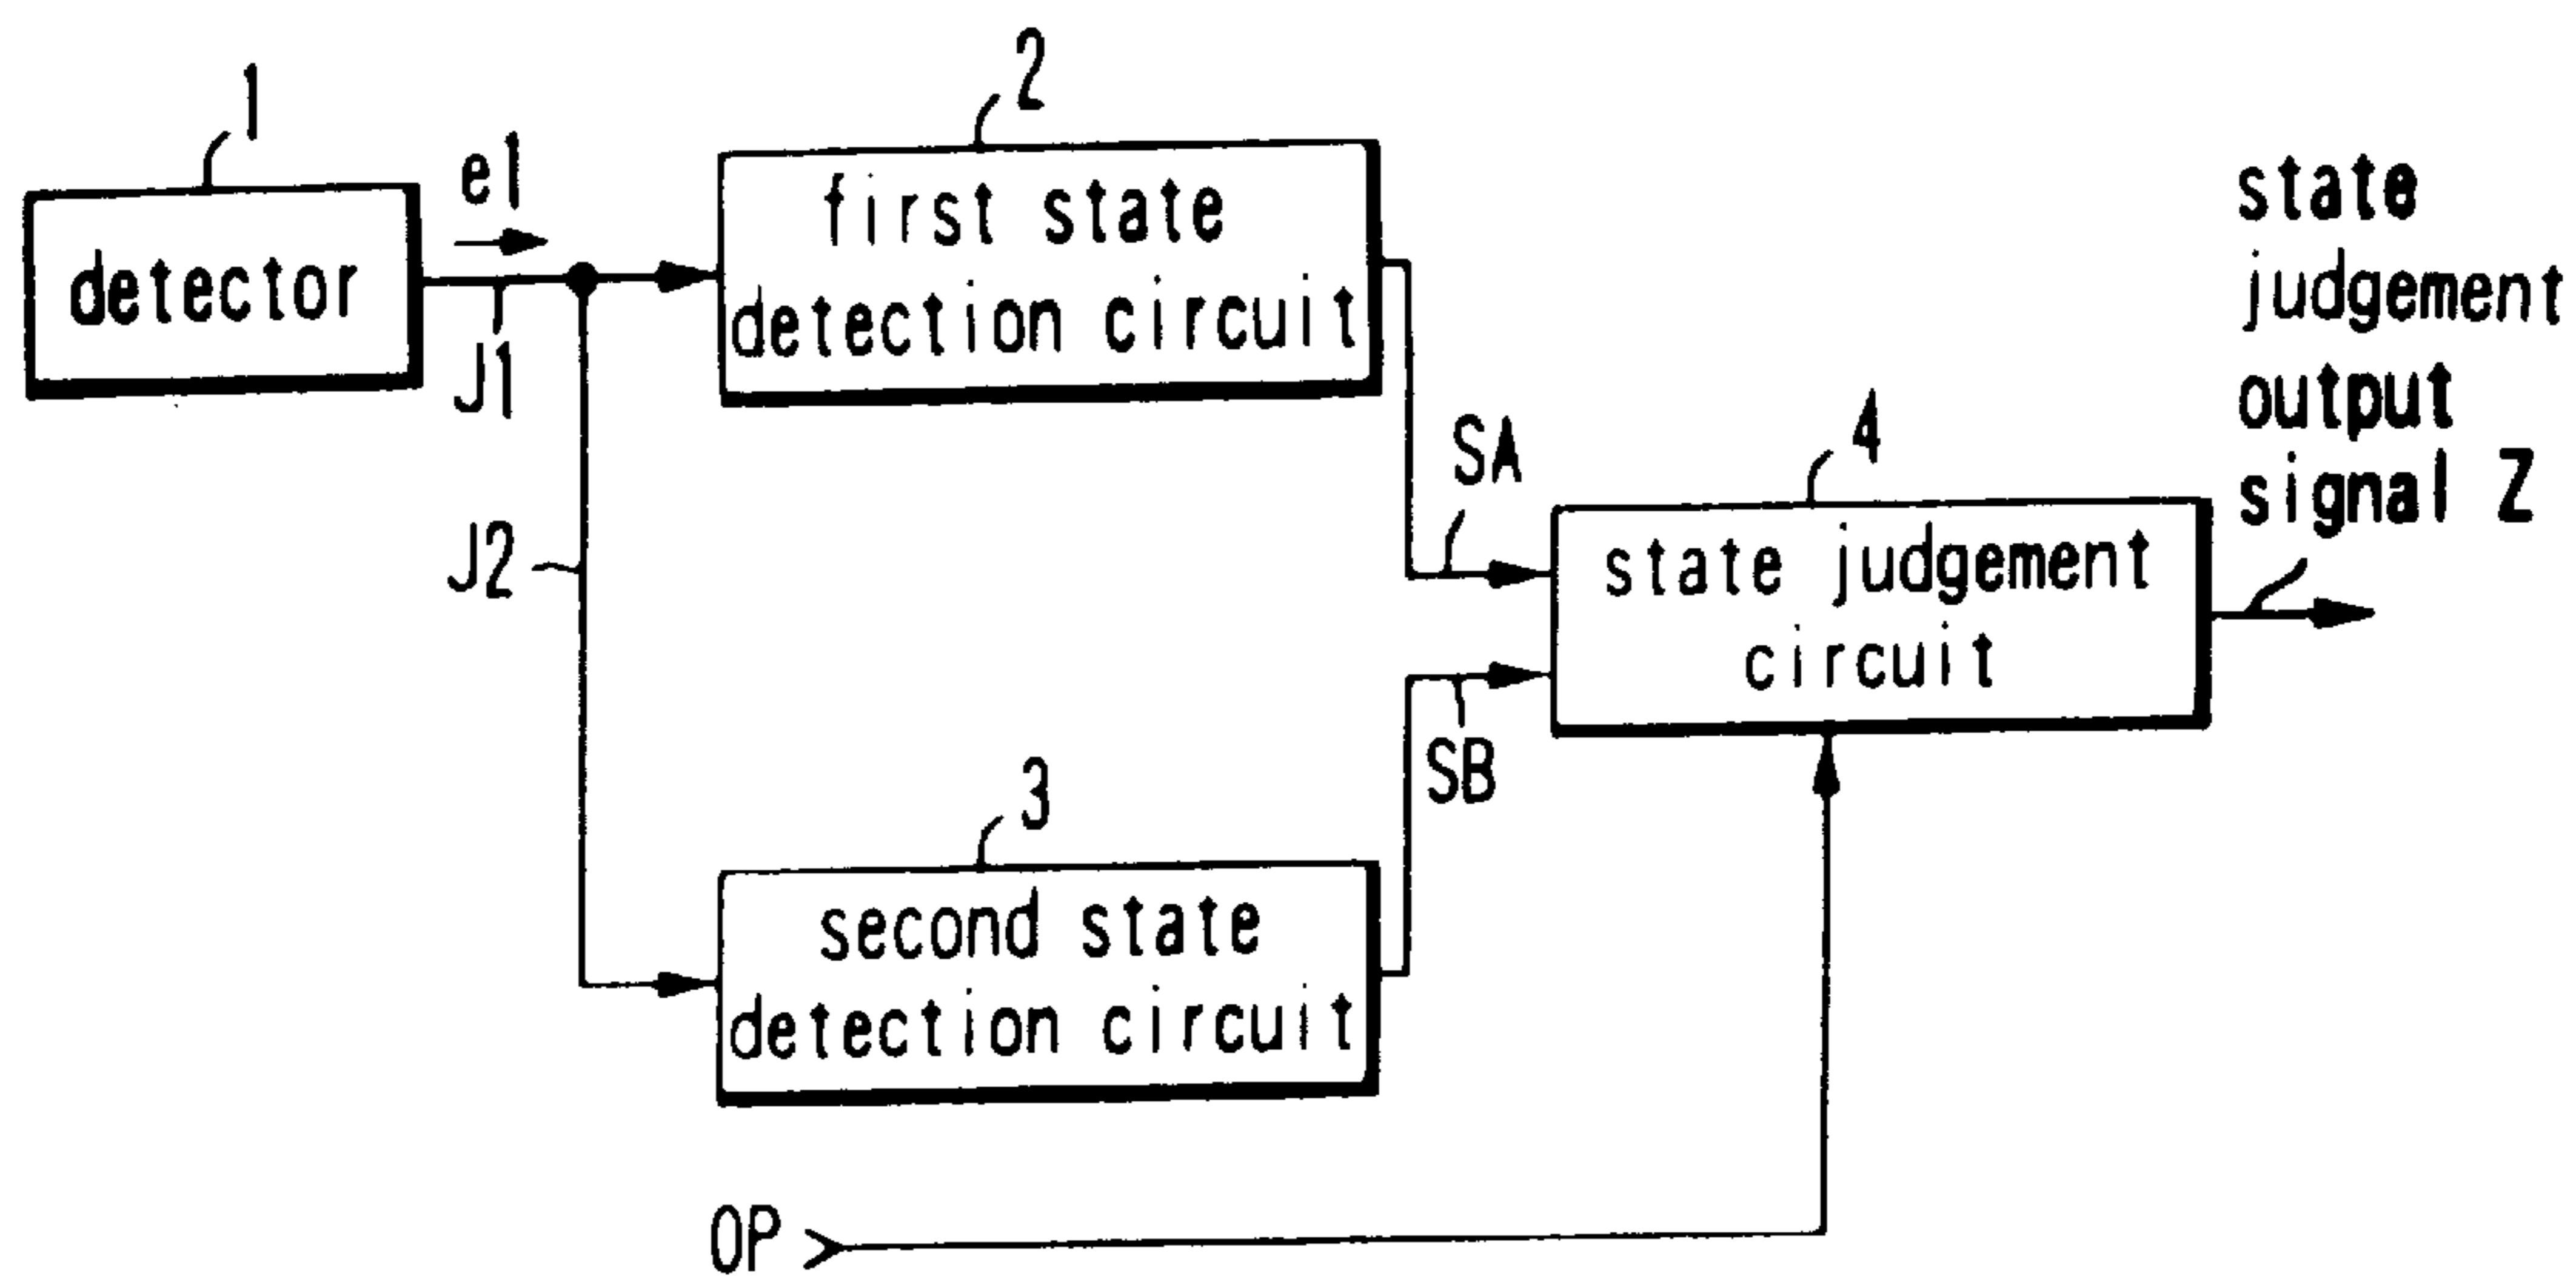 1
e1
detector
J1
2
first state
detection circuit
J2
3
second state
detection circuit
SA
SB
4
state judgement
circuit
state
judgement
output
signal Z
OP